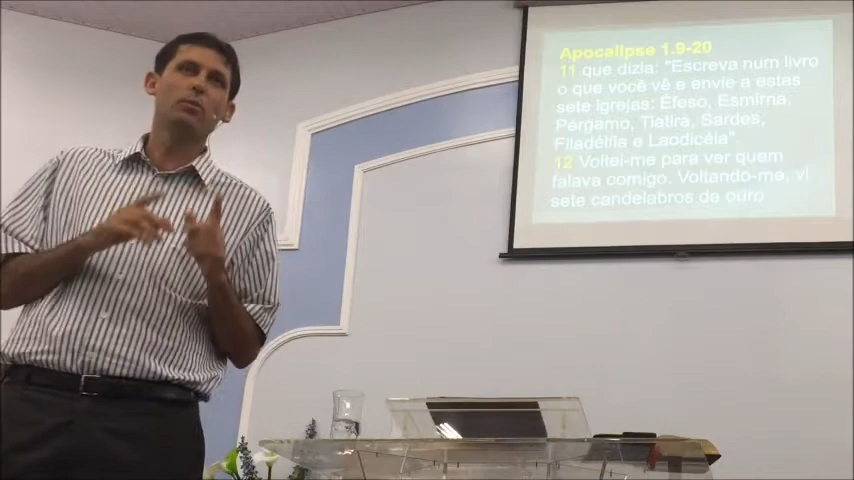 Apocalipse 1.9-20
11 que dizia: "Escreva num livro
o que você vê e envie a estas
sete igrejas: Éfeso, Esmirna,
Pérgamo, Tiatira, Sardes,
Filadélfia e Laodicéia".
12 Voltei-me para ver quem
falava comigo. Voltando-me, vi
sete candelabros de ouro